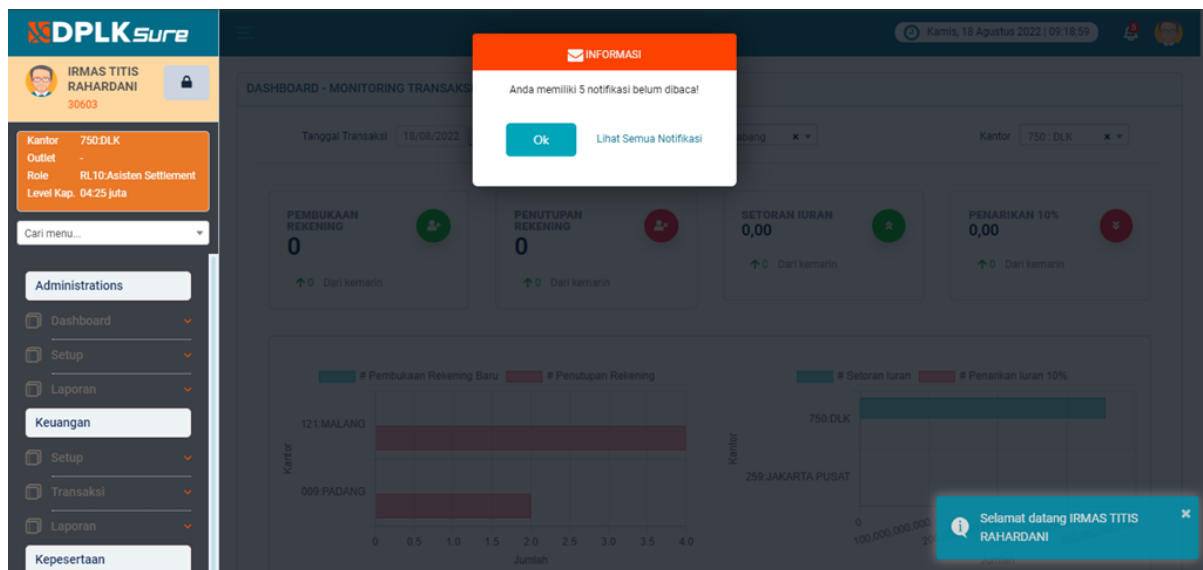 DPLKsure
IRMAS TITIS
RAHARDANI
30603
Kantor 750:DLK
Outlet -
Role RL10:Asisten Settlement
Level Kap. 04:25 juta
Cari menu...
Administrations
Dashboard
Setup
Laporan
Keuangan
Setup
Transaksi
Laporan
Kepesertaan
Kamis, 18 Agustus 2022 | 09:18:59
INFORMASI
Anda memiliki 5 notifikasi belum dibaca!
Ok Lihat Semua Notifikasi
DASHBOARD - MONITORING TRANSAKS
Tanggal Transaksi 18/08/2022
abang x
Kantor 750 : DLK x
PEMBUKAAN
REKENING
0
0 Dari kemarin
PENUTUPAN
REKENING
0
0 Dari kemarin
SETORAN IURAN
0,00
0 Dari kemarin
PENARIKAN 10%
0,00
0 Dari kemarin
# Pembukaan Rekening Baru # Penutupan Rekening
121:MALANG
009:PADANG
Kantor
0 0.5 1.0 1.5 2.0 2.5 3.0 3.5 4.0
Jumlah
# Setoran Iuran # Penarikan Iuran 10%
750:DLK
259:JAKARTA PUSAT
Kantor
0
100,000,000,000
Selamat datang IRMAS TITIS
RAHARDANI
×